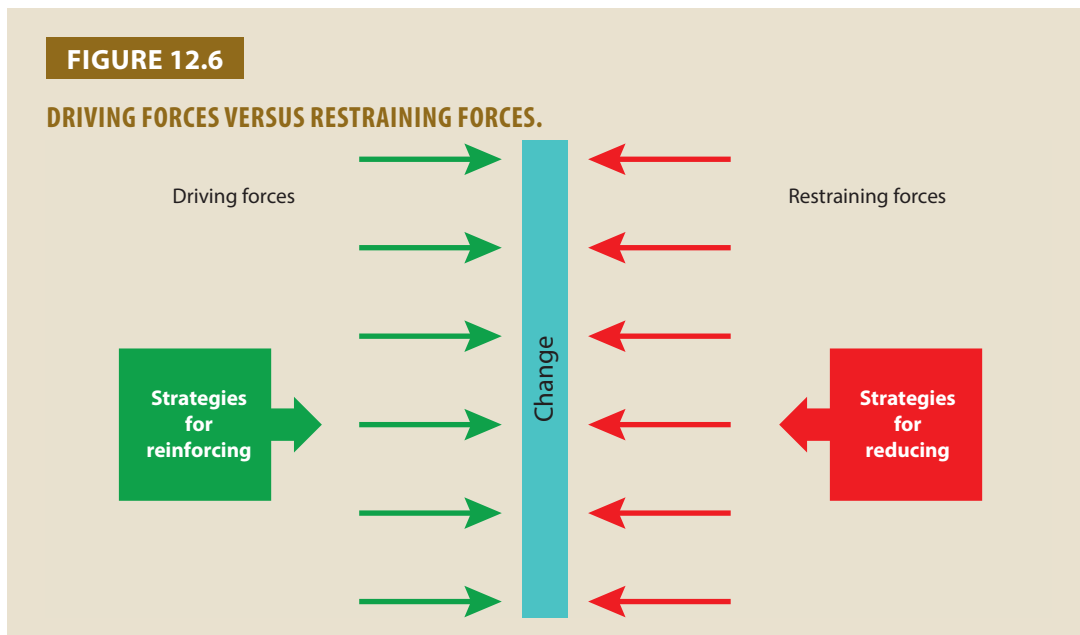 FIGURE 12.6
DRIVING FORCES VERSUS RESTRAINING FORCES.
Driving forces
Restraining forces
Change
Strategies
for
reinforcing
Strategies
for
reducing